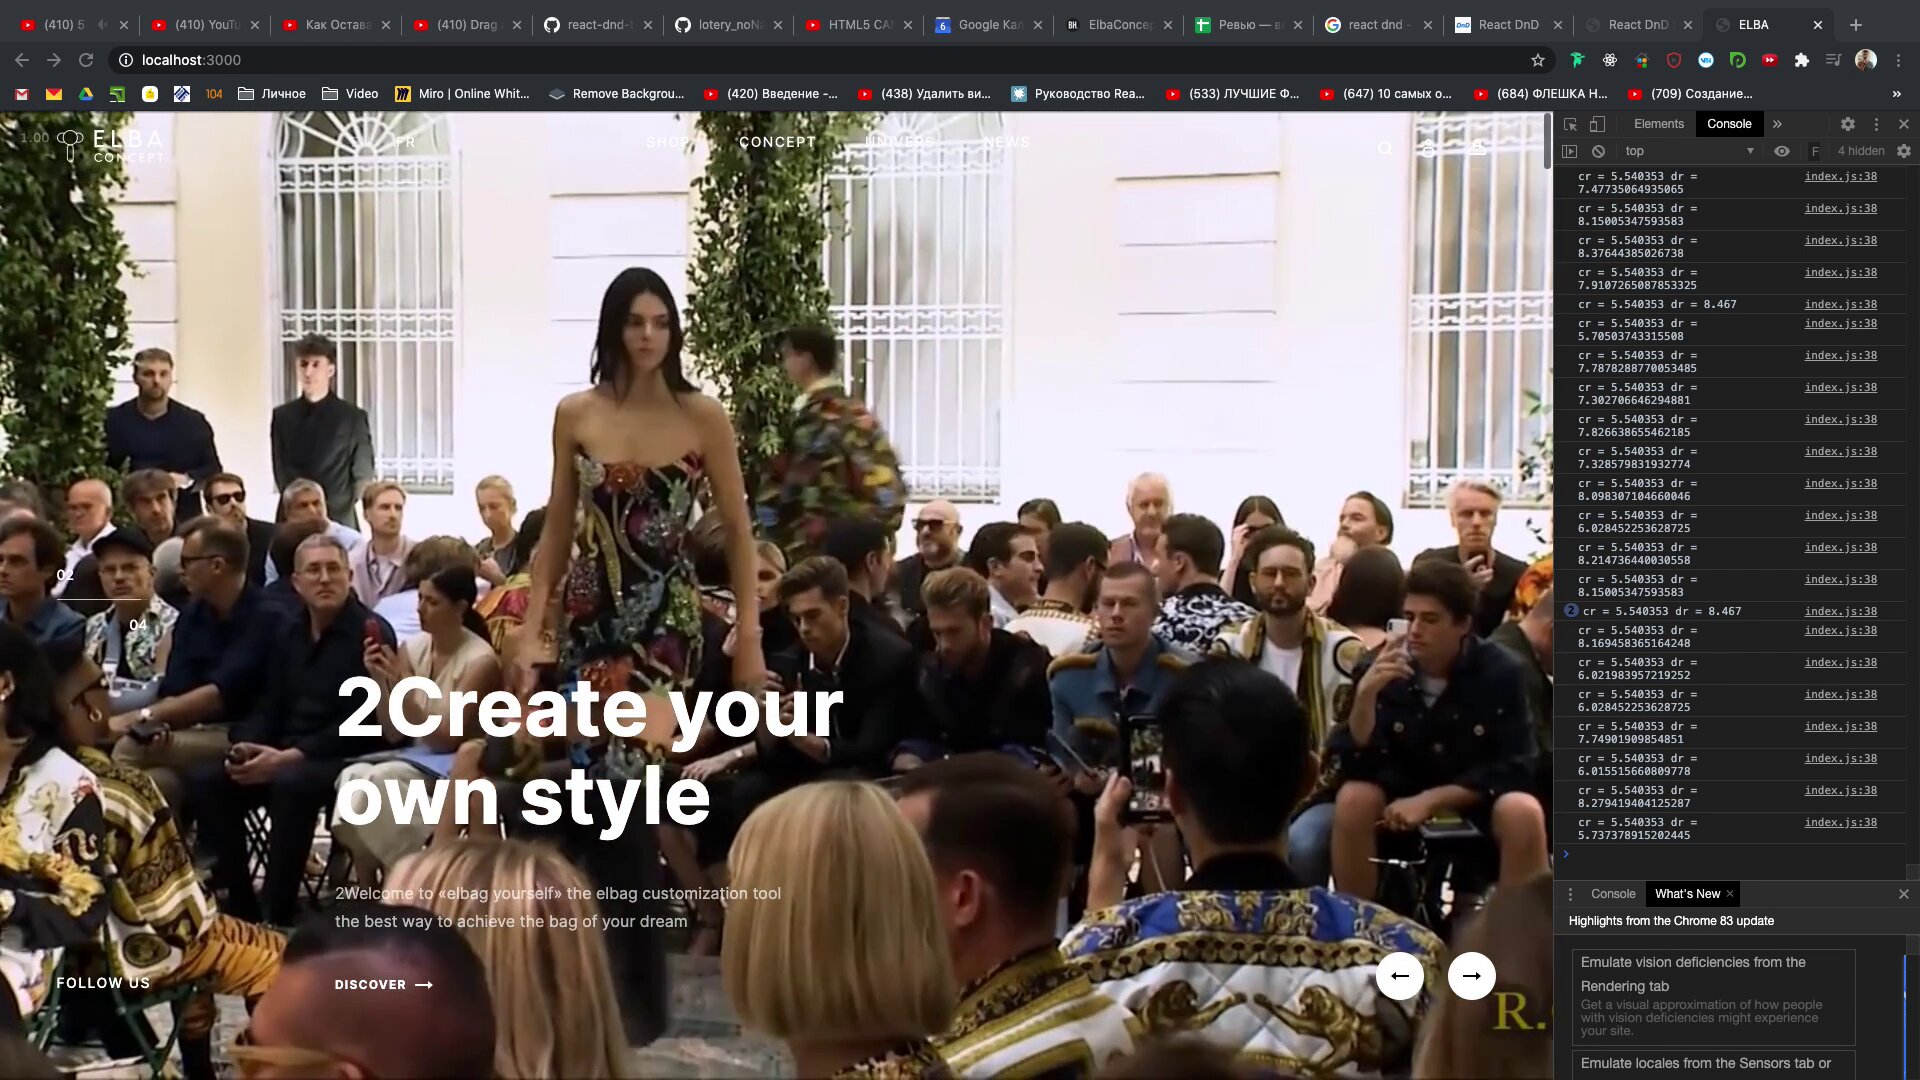 (410) 5
(410) YouTu
Как Остава
(410) Drag
react-dnd-
lotery_noN
HTML5 CAN
Google Кал
ElbaConcep
Ревью — в
react dnd -
React DnD
React DnD
ELBA
localhost:3000
104
Личное
Video
Miro | Online Whit...
Remove Backgrou...
(420) Введение -...
(438) Удалить ви...
Руководство Rea...
(533) ЛУЧШИЕ Ф...
(647) 10 самых о...
(684) ФЛЕШКА Н...
(709) Создание...
»
1.00
ELBA
CONCEPT
FR
SHOP
CONCEPT
UNIVERS
NEWS
02
04
2Create your
own style
2Welcome to «elbag yourself» the elbag customization tool
the best way to achieve the bag of your dream
FOLLOW US
DISCOVER
R.
Elements
Console
»
top
F
4 hidden
cr = 5.540353 dr = index.js:38
7.47735064935065
cr = 5.540353 dr = index.js:38
8.15005347593583
cr = 5.540353 dr = index.js:38
8.37644385026738
cr = 5.540353 dr = index.js:38
7.9107265087853325
cr = 5.540353 dr = 8.467 index.js:38
cr = 5.540353 dr = index.js:38
5.70503743315508
cr = 5.540353 dr = index.js:38
7.7878288770053485
cr = 5.540353 dr = index.js:38
7.302706646294881
cr = 5.540353 dr = index.js:38
7.826638655462185
cr = 5.540353 dr = index.js:38
7.328579831932774
cr = 5.540353 dr = index.js:38
8.098307104660046
cr = 5.540353 dr = index.js:38
6.028452253628725
cr = 5.540353 dr = index.js:38
8.214736440030558
cr = 5.540353 dr = index.js:38
8.15005347593583
2 cr = 5.540353 dr = 8.467 index.js:38
cr = 5.540353 dr = index.js:38
8.169458365164248
cr = 5.540353 dr = index.js:38
6.021983957219252
cr = 5.540353 dr = index.js:38
6.028452253628725
cr = 5.540353 dr = index.js:38
7.74901909854851
cr = 5.540353 dr = index.js:38
6.015515660809778
cr = 5.540353 dr = index.js:38
8.279419404125287
cr = 5.540353 dr = index.js:38
5.737378915202445
Console
What's New
Highlights from the Chrome 83 update
Emulate vision deficiencies from the
Rendering tab
Get a visual approximation of how people
with vision deficiencies might experience
your site.
Emulate locales from the Sensors tab or